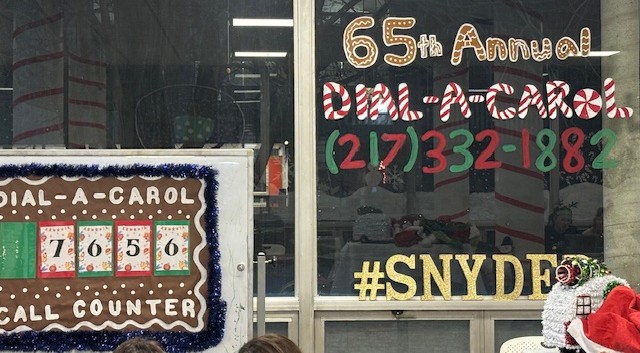 65th Annual
DIAL-A-CAROL
(217)332-1882
#SNYDE
DIAL-A-CAROL
7656
CALL COUNTER